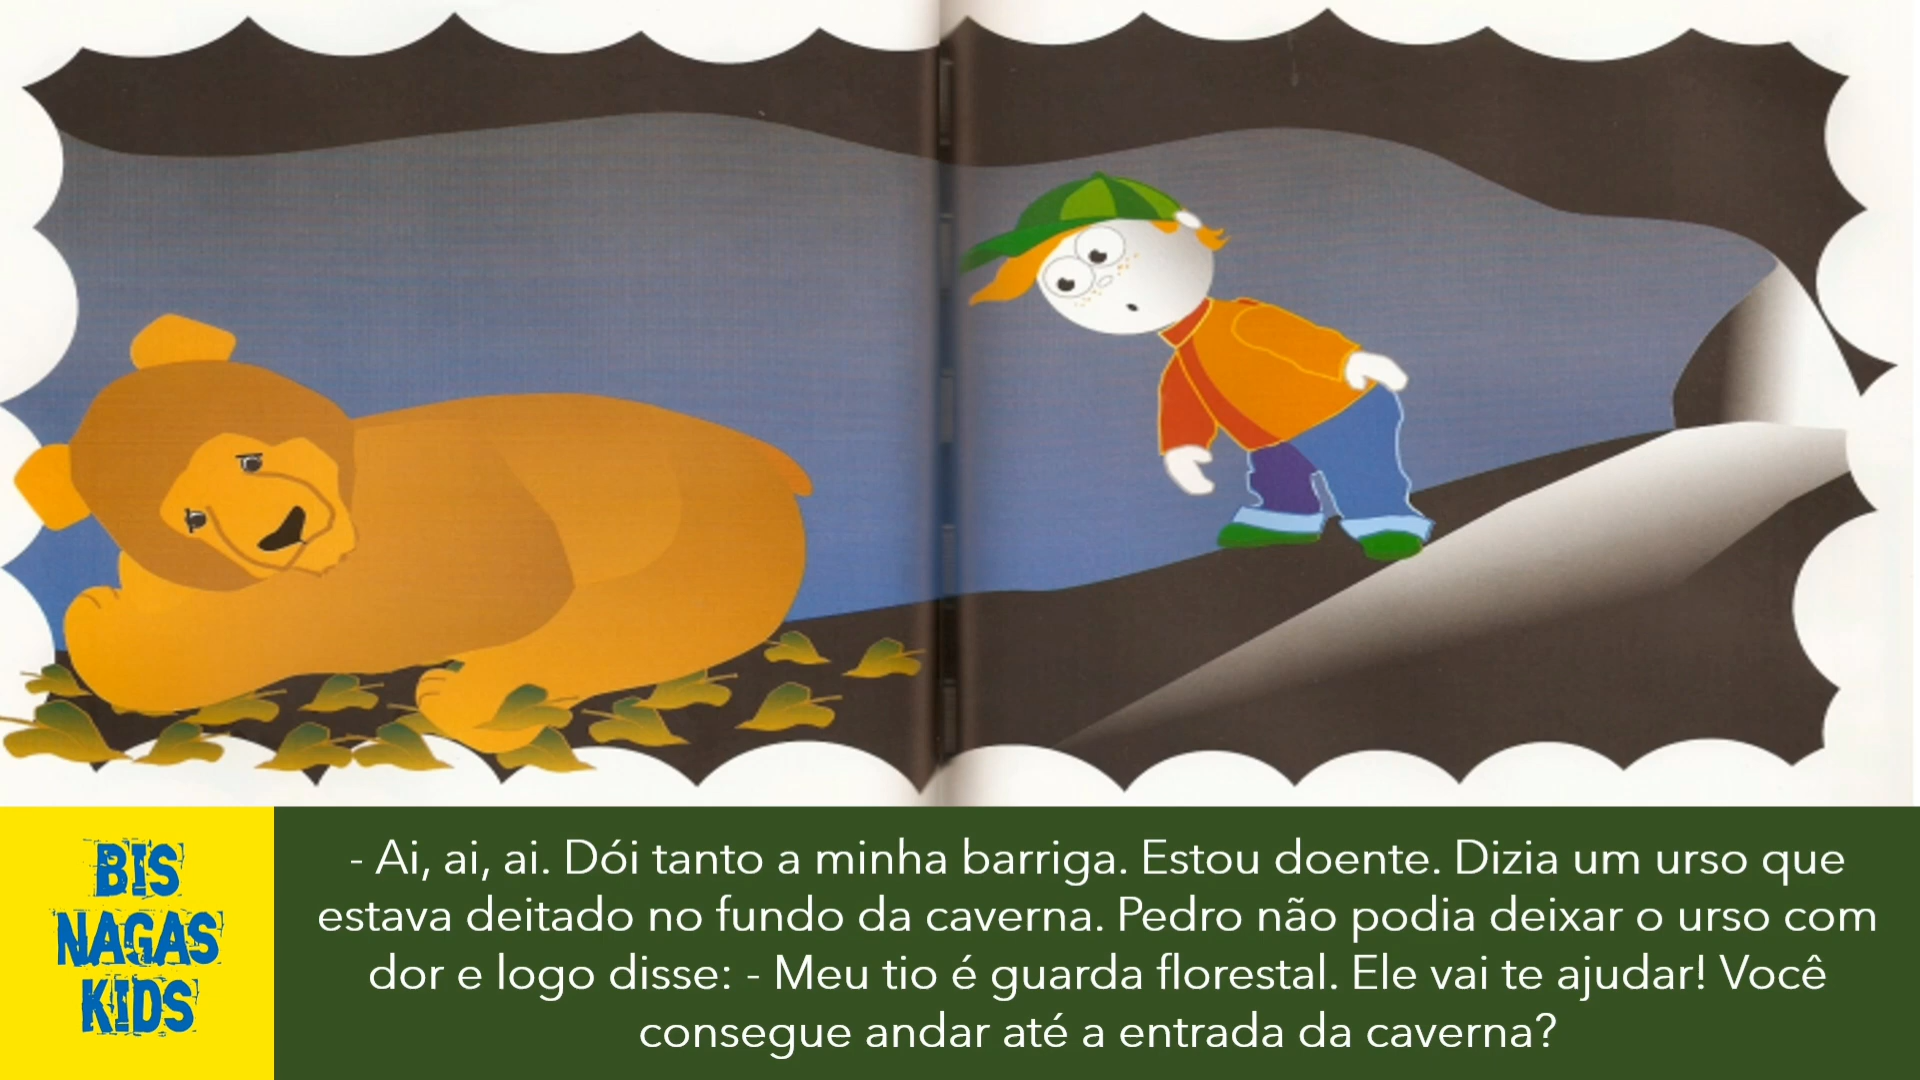 BIS
NAGAS
KIDS
- Ai, ai, ai. Dói tanto a minha barriga. Estou doente. Dizia um urso que
estava deitado no fundo da caverna. Pedro não podia deixar o urso com
dor e logo disse: - Meu tio é guarda florestal. Ele vai te ajudar! Você
consegue andar até a entrada da caverna?